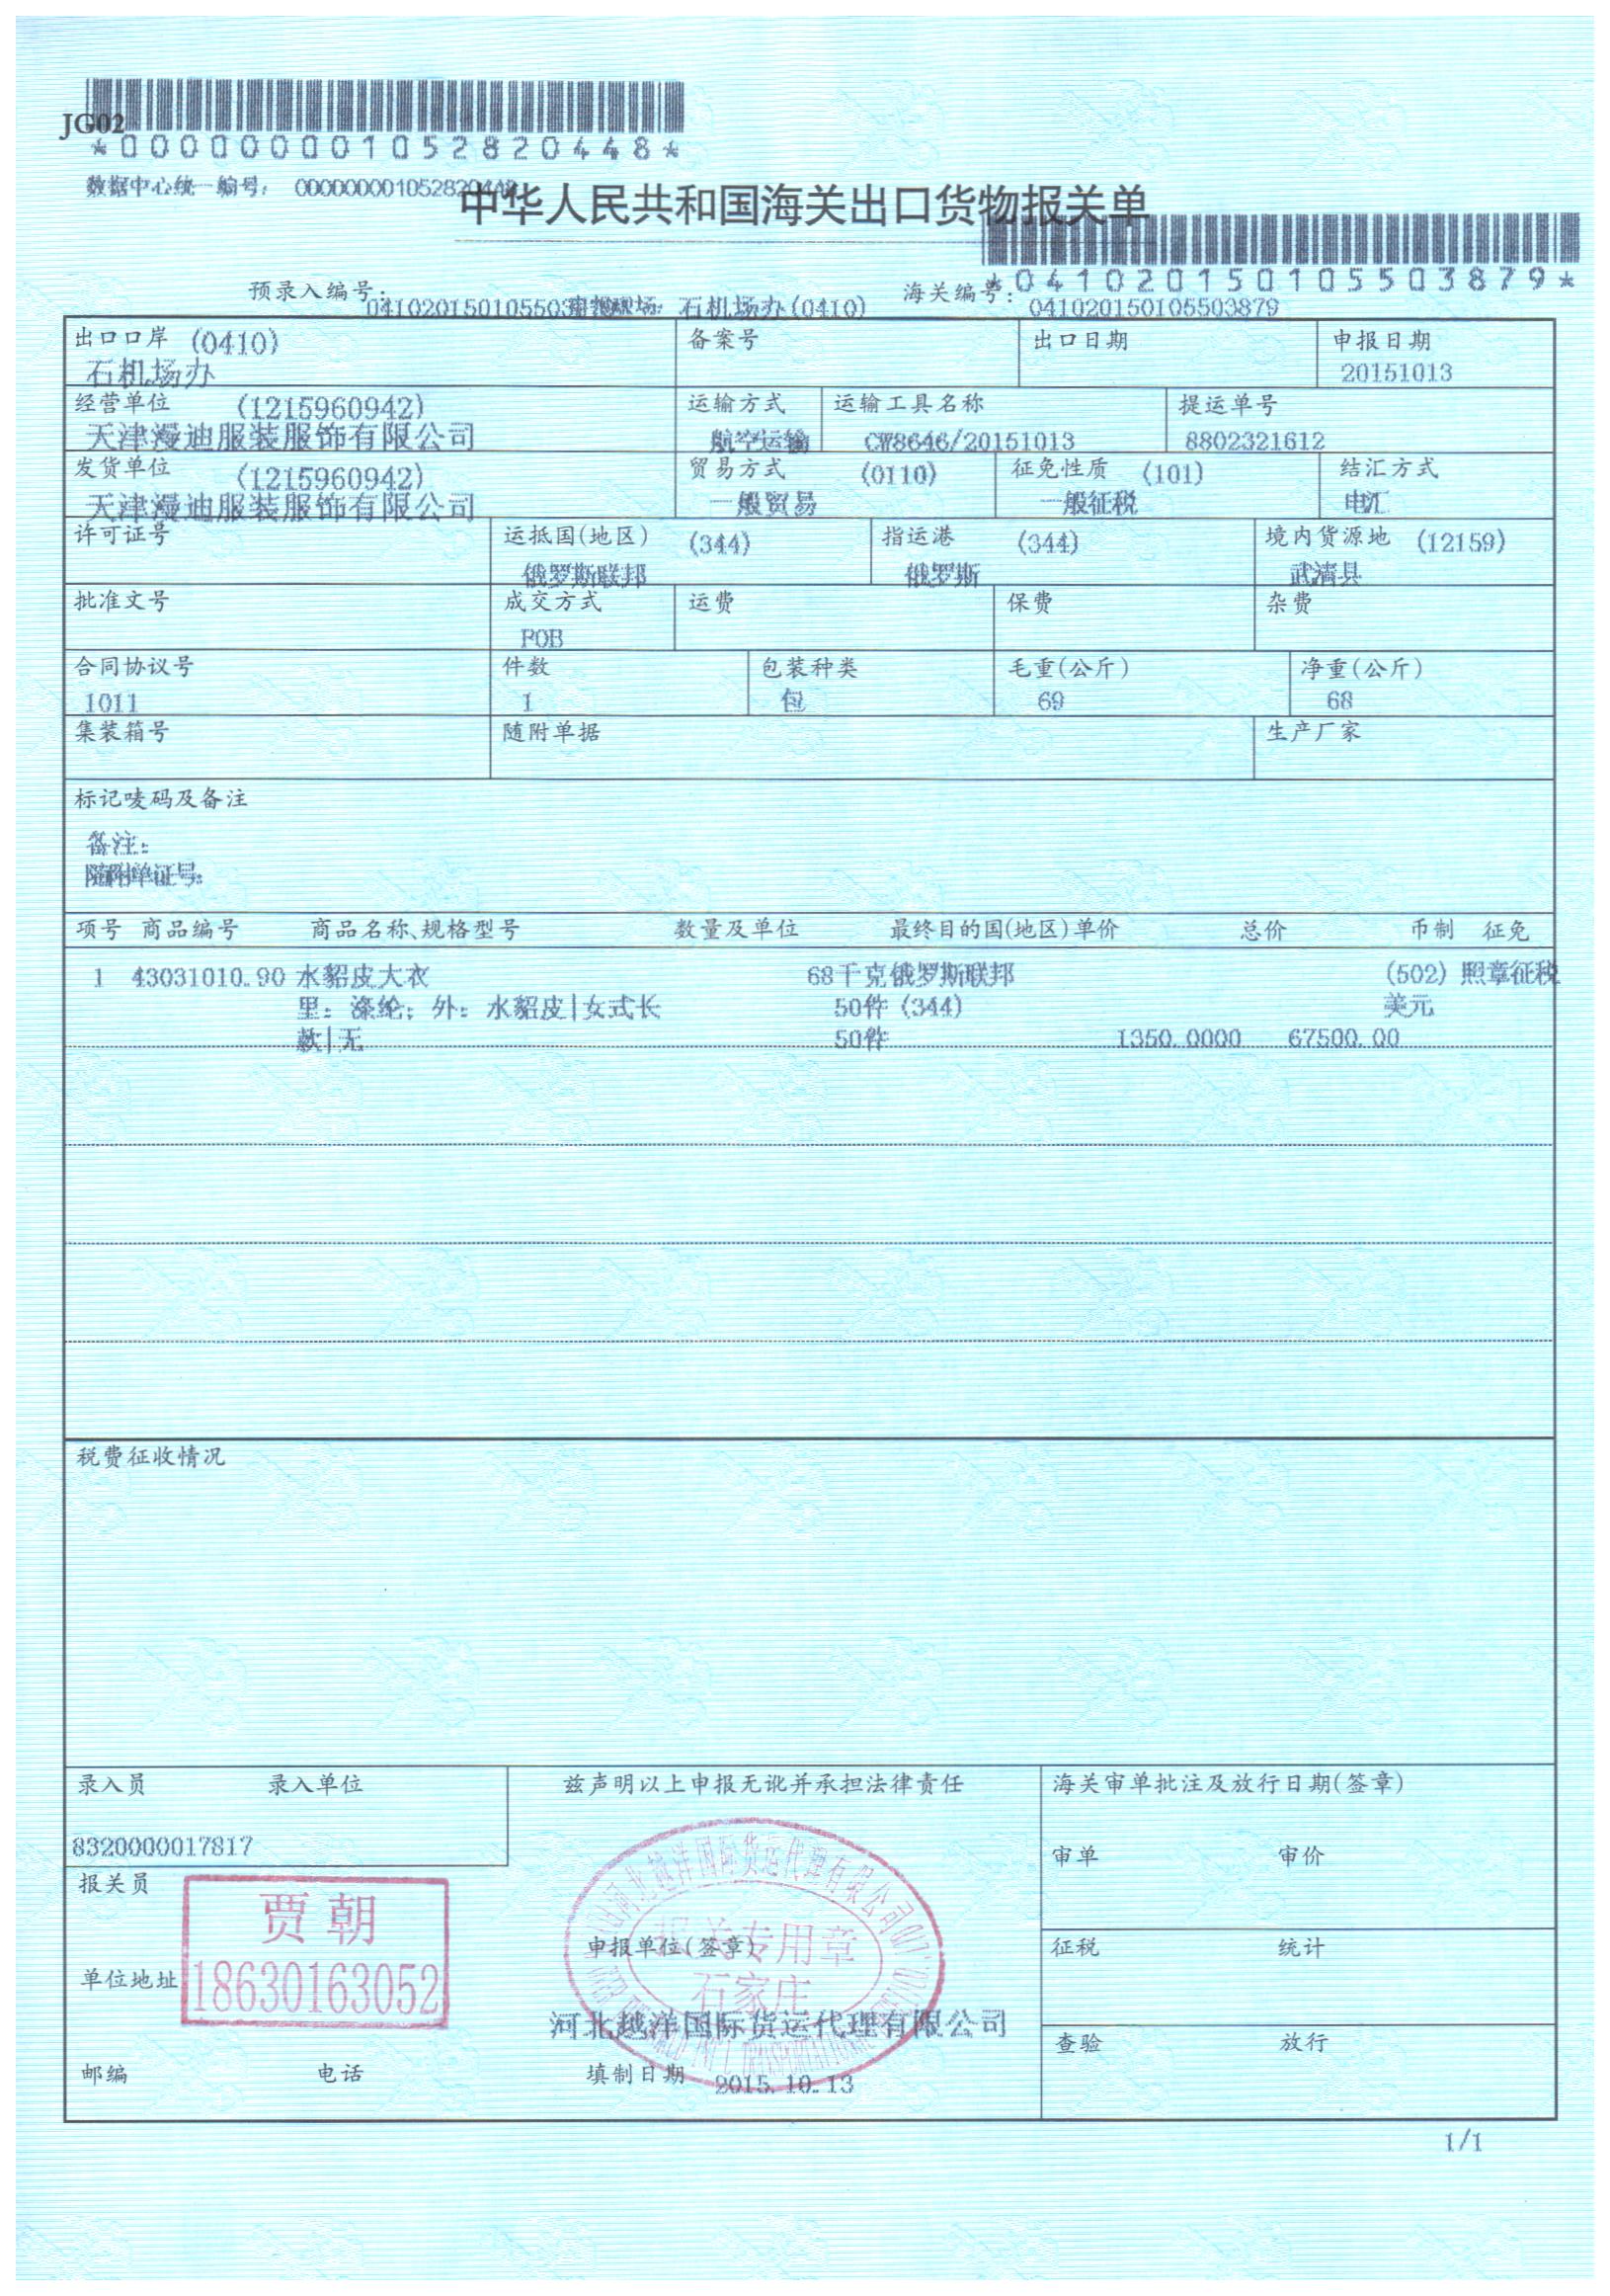 JG02
*000000001052820448*
数据中心统一编号: 000000001052820448
中华人民共和国海关出口货物报关单
*041020150105503879*
预录入编号: 041020150105503879 申报现场: 石机场办(0410) 海关编号: 041020150105503879
出口口岸 (0410) 备案号 出口日期 申报日期
石机场办 20151013
经营单位 (1215960942) 运输方式 运输工具名称 提运单号
天津漫迪服装服饰有限公司 航空运输 CW8646/20151013 8802321612
发货单位 (1215960942) 贸易方式 (0110) 征免性质 (101) 结汇方式
天津漫迪服装服饰有限公司 一般贸易 一般征税 电汇
许可证号 运抵国(地区) (344) 指运港 (344) 境内货源地 (12159)
俄罗斯联邦 俄罗斯 武清县
批准文号 成交方式 运费 保费 杂费
FOB
合同协议号 件数 包装种类 毛重(公斤) 净重(公斤)
1011 1 包 69 68
集装箱号 随附单据 生产厂家
标记唛码及备注
备注:
随附单证号:
项号 商品编号 商品名称、规格型号 数量及单位 最终目的国(地区) 单价 总价 币制 征免
1 43031010.90 水貂皮大衣 68千克 俄罗斯联邦 (502) 照章征税
里: 涤纶; 外: 水貂皮|女式长 50件 (344) 美元
款|无 50件 1350.0000 67500.00
税费征收情况
录入员 录入单位 兹声明以上申报无讹并承担法律责任 海关审单批注及放行日期(签章)
8320000017817
审单 审价
报关员
贾朝
河北越洋国际货运代理有限公司
报关专用章
申报单位(签章)
征税 统计
单位地址 18630163052
石家庄
河北越洋国际货运代理有限公司
查验 放行
邮编 电话 填制日期 2015.10.13
1/1